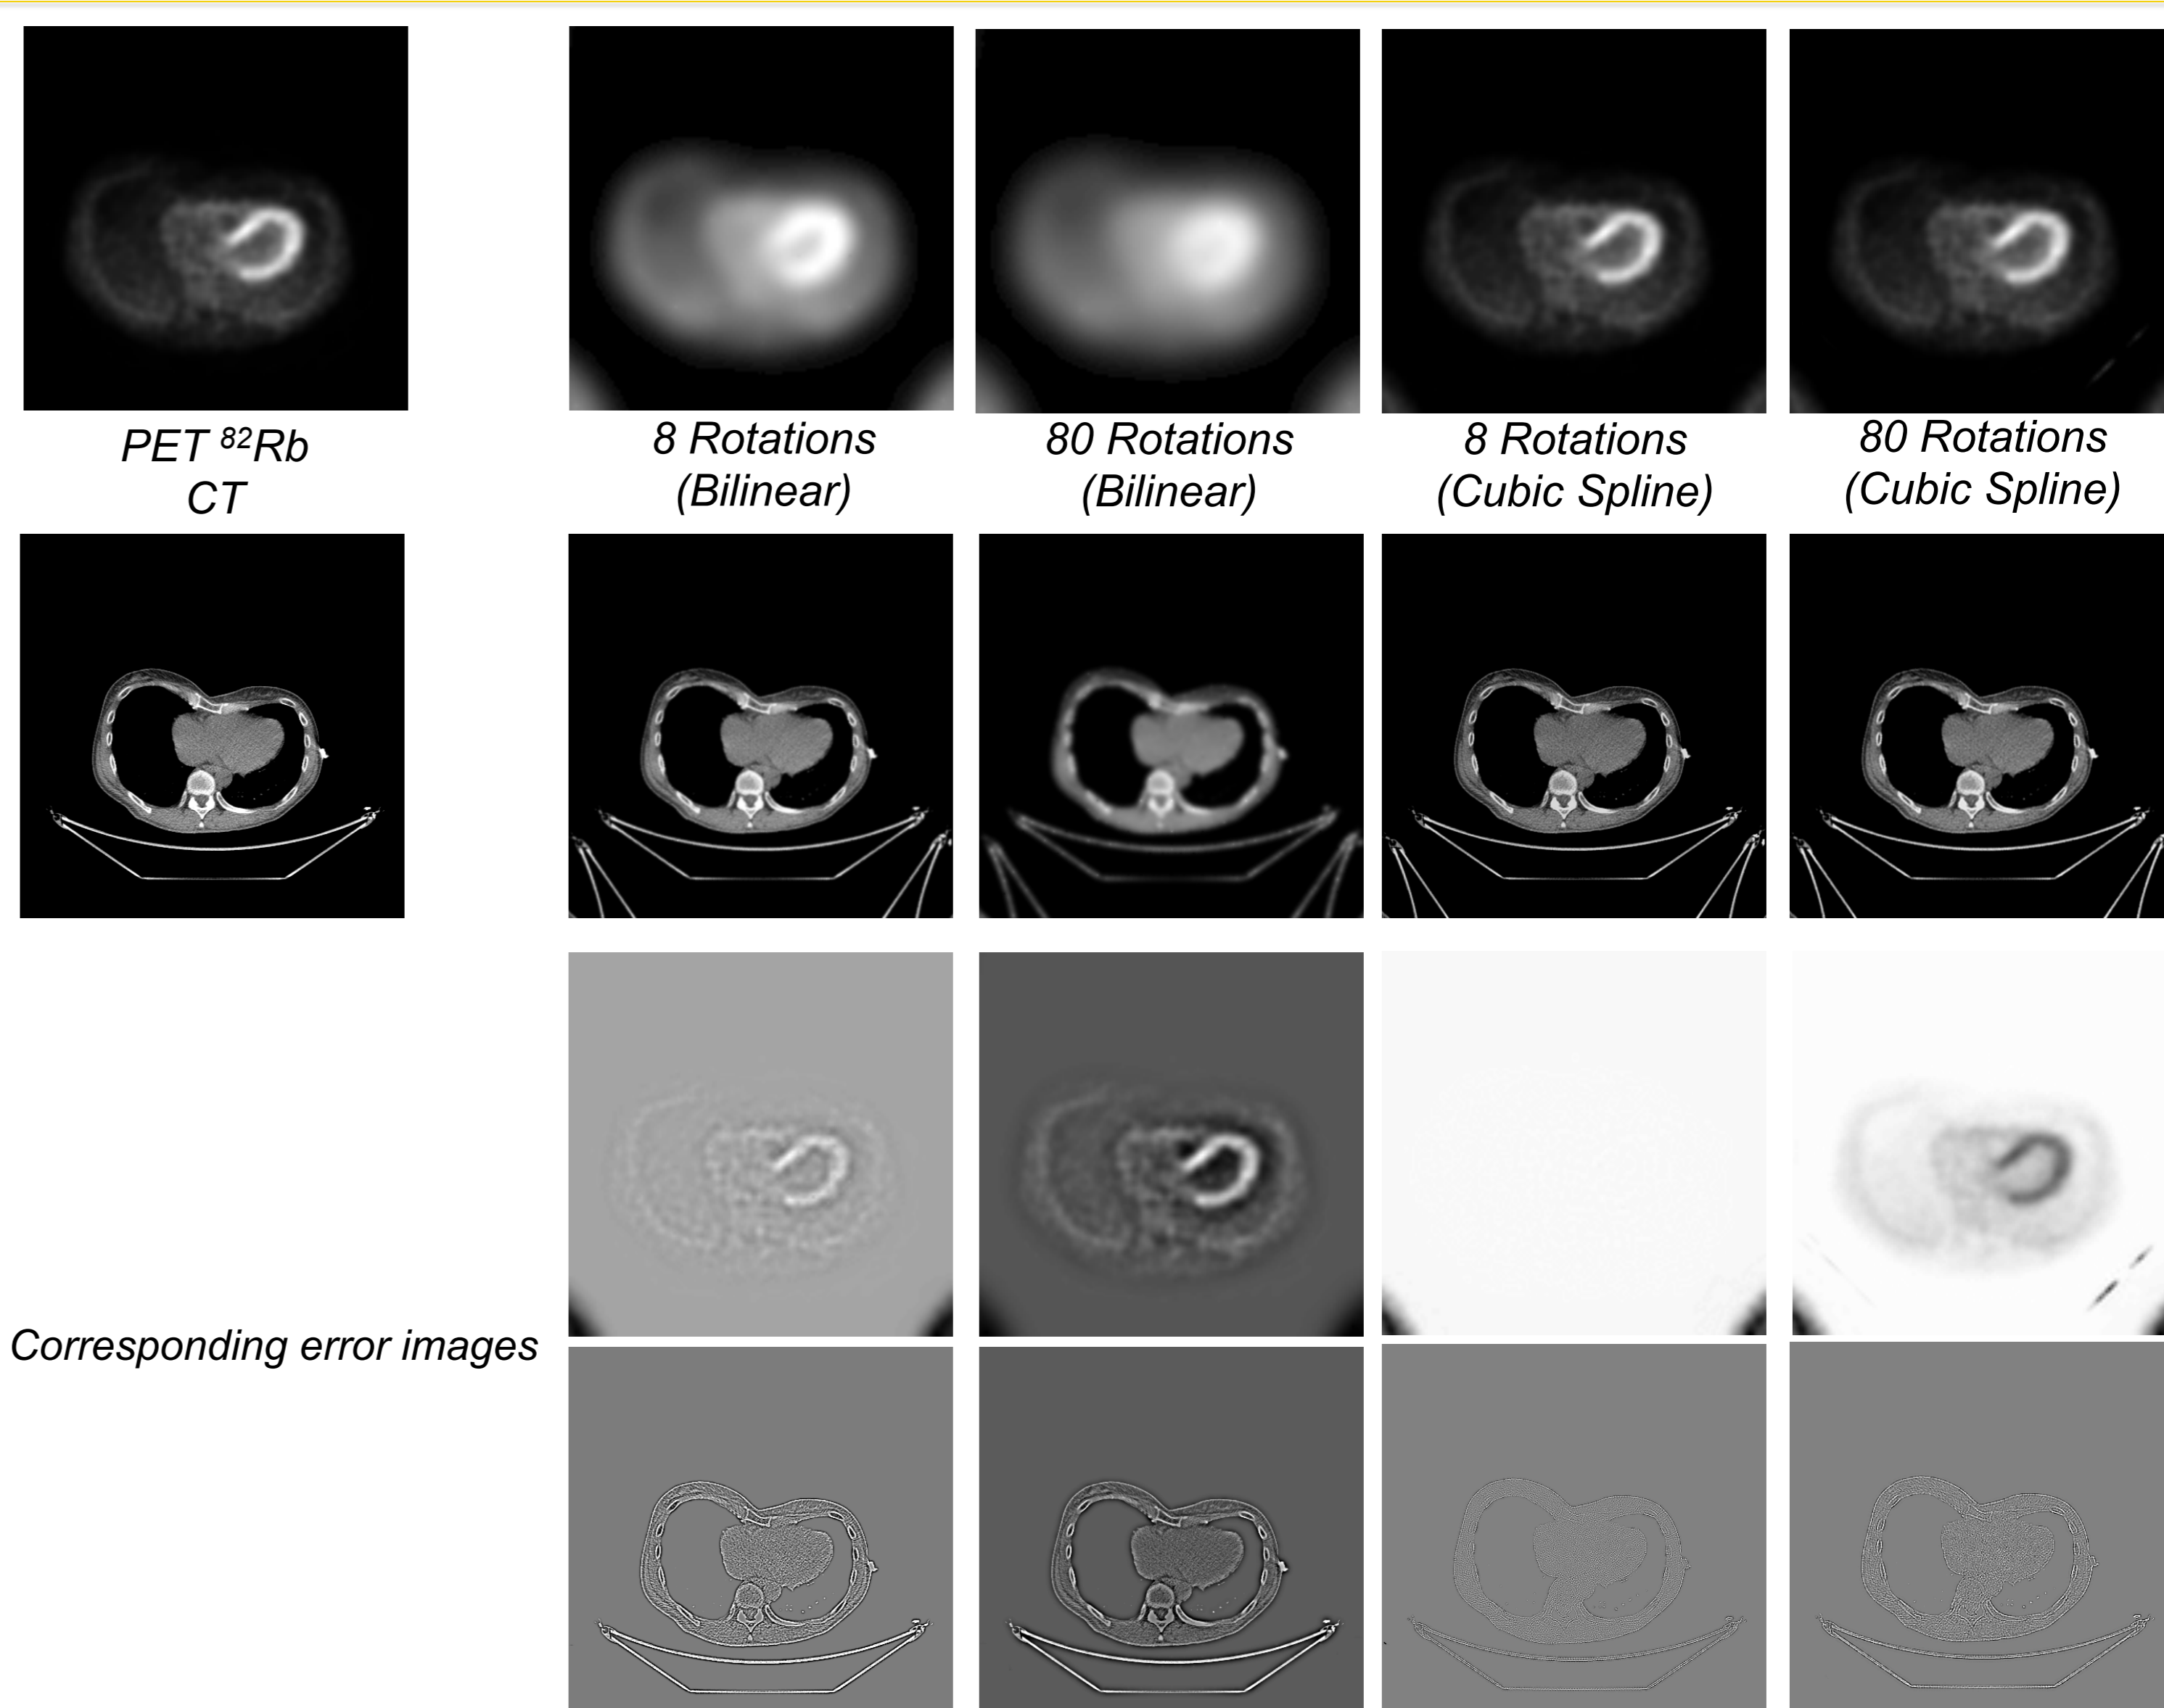 PET ⁸²Rb
CT
8 Rotations
(Bilinear)
80 Rotations
(Bilinear)
8 Rotations
(Cubic Spline)
80 Rotations
(Cubic Spline)
Corresponding error images